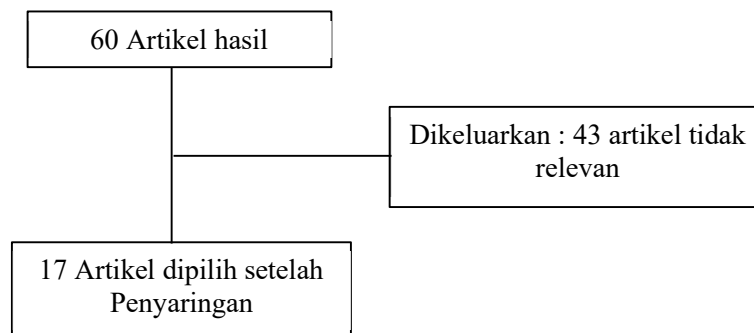 60 Artikel hasil
Dikeluarkan : 43 artikel tidak
relevan
17 Artikel dipilih setelah
Penyaringan